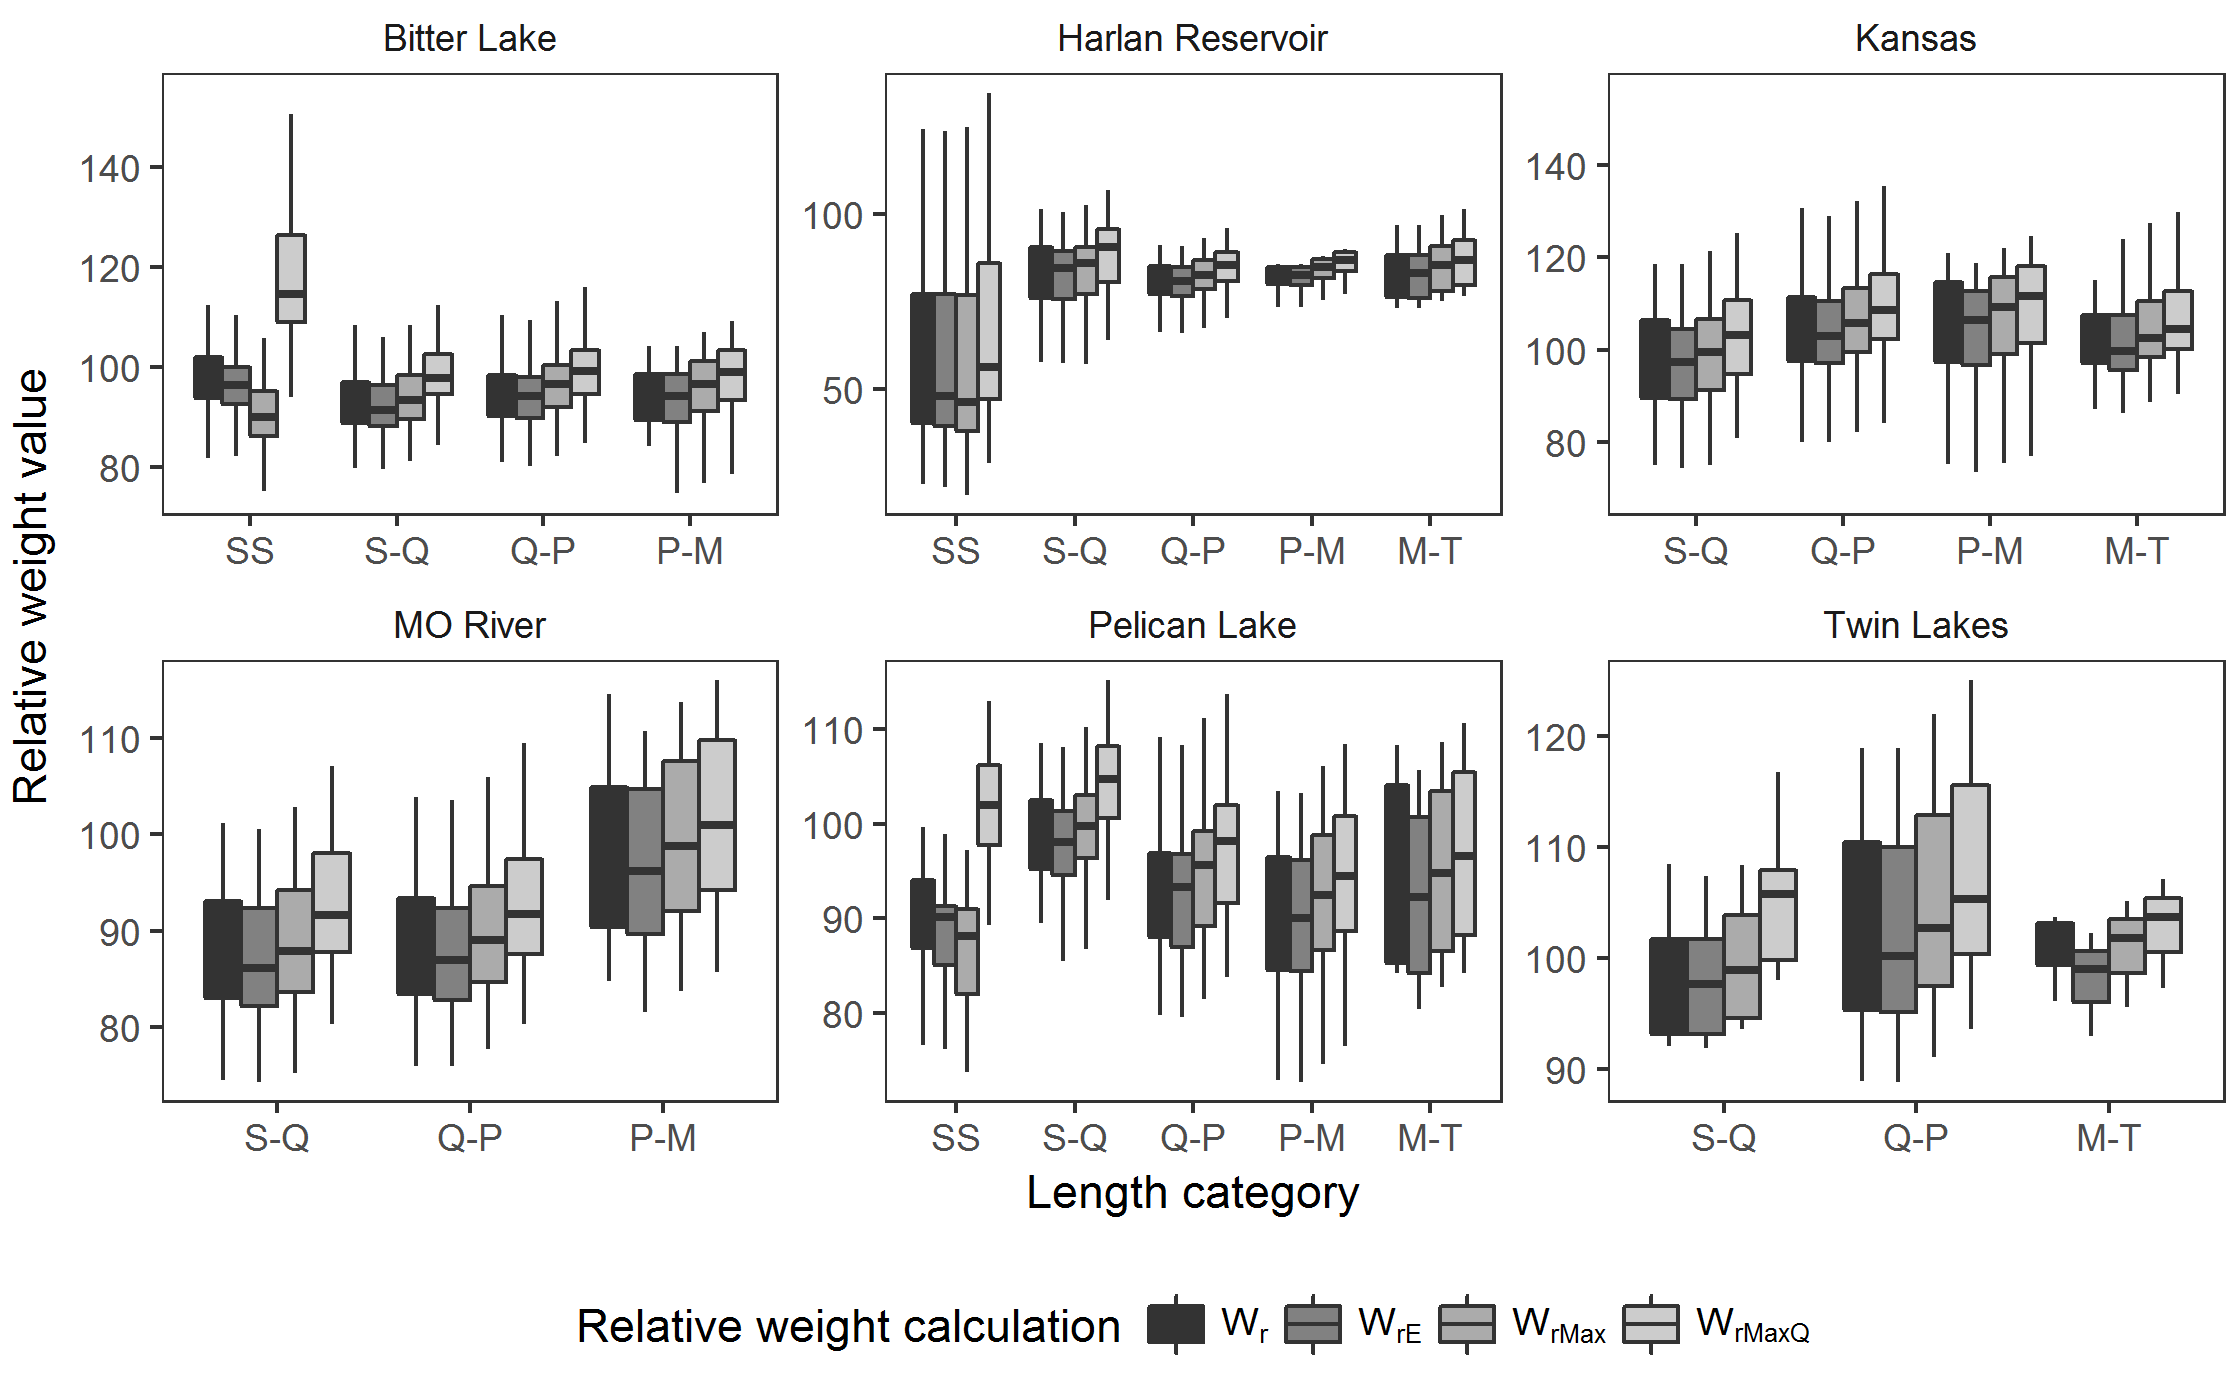 Bitter Lake
Harlan Reservoir
Kansas
140
120
100
80
100
50
140
120
100
80
SS S-Q Q-P P-M
SS S-Q Q-P P-M M-T
S-Q Q-P P-M M-T
Relative weight value
MO River
Pelican Lake
Twin Lakes
110
100
90
80
110
100
90
80
120
110
100
90
S-Q Q-P P-M
SS S-Q Q-P P-M M-T
S-Q Q-P M-T
Length category
Relative weight calculation Wr WrE WrMax WrMaxQ